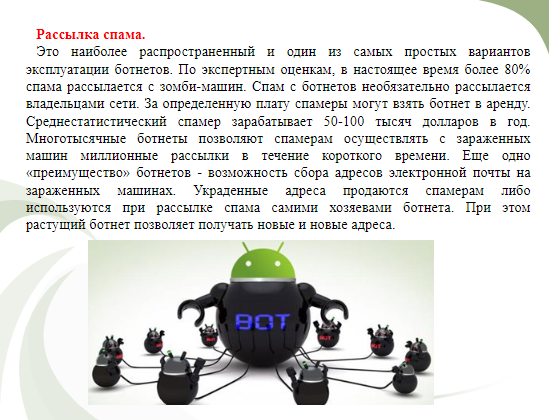 Рассылка спама.
Это наиболее распространенный и один из самых простых вариантов
эксплуатации ботнетов. По экспертным оценкам, в настоящее время более 80%
спама рассылается с зомби-машин. Спам с ботнетов необязательно рассылается
владельцами сети. За определенную плату спамеры могут взять ботнет в аренду.
Среднестатистический спамер зарабатывает 50-100 тысяч долларов в год.
Многотысячные ботнеты позволяют спамерам осуществлять с зараженных
машин миллионные рассылки в течение короткого времени. Еще одно
«преимущество» ботнетов - возможность сбора адресов электронной почты на
зараженных машинах. Украденные адреса продаются спамерам либо
используются при рассылке спама самими хозяевами ботнета. При этом
растущий ботнет позволяет получать новые и новые адреса.
BOT